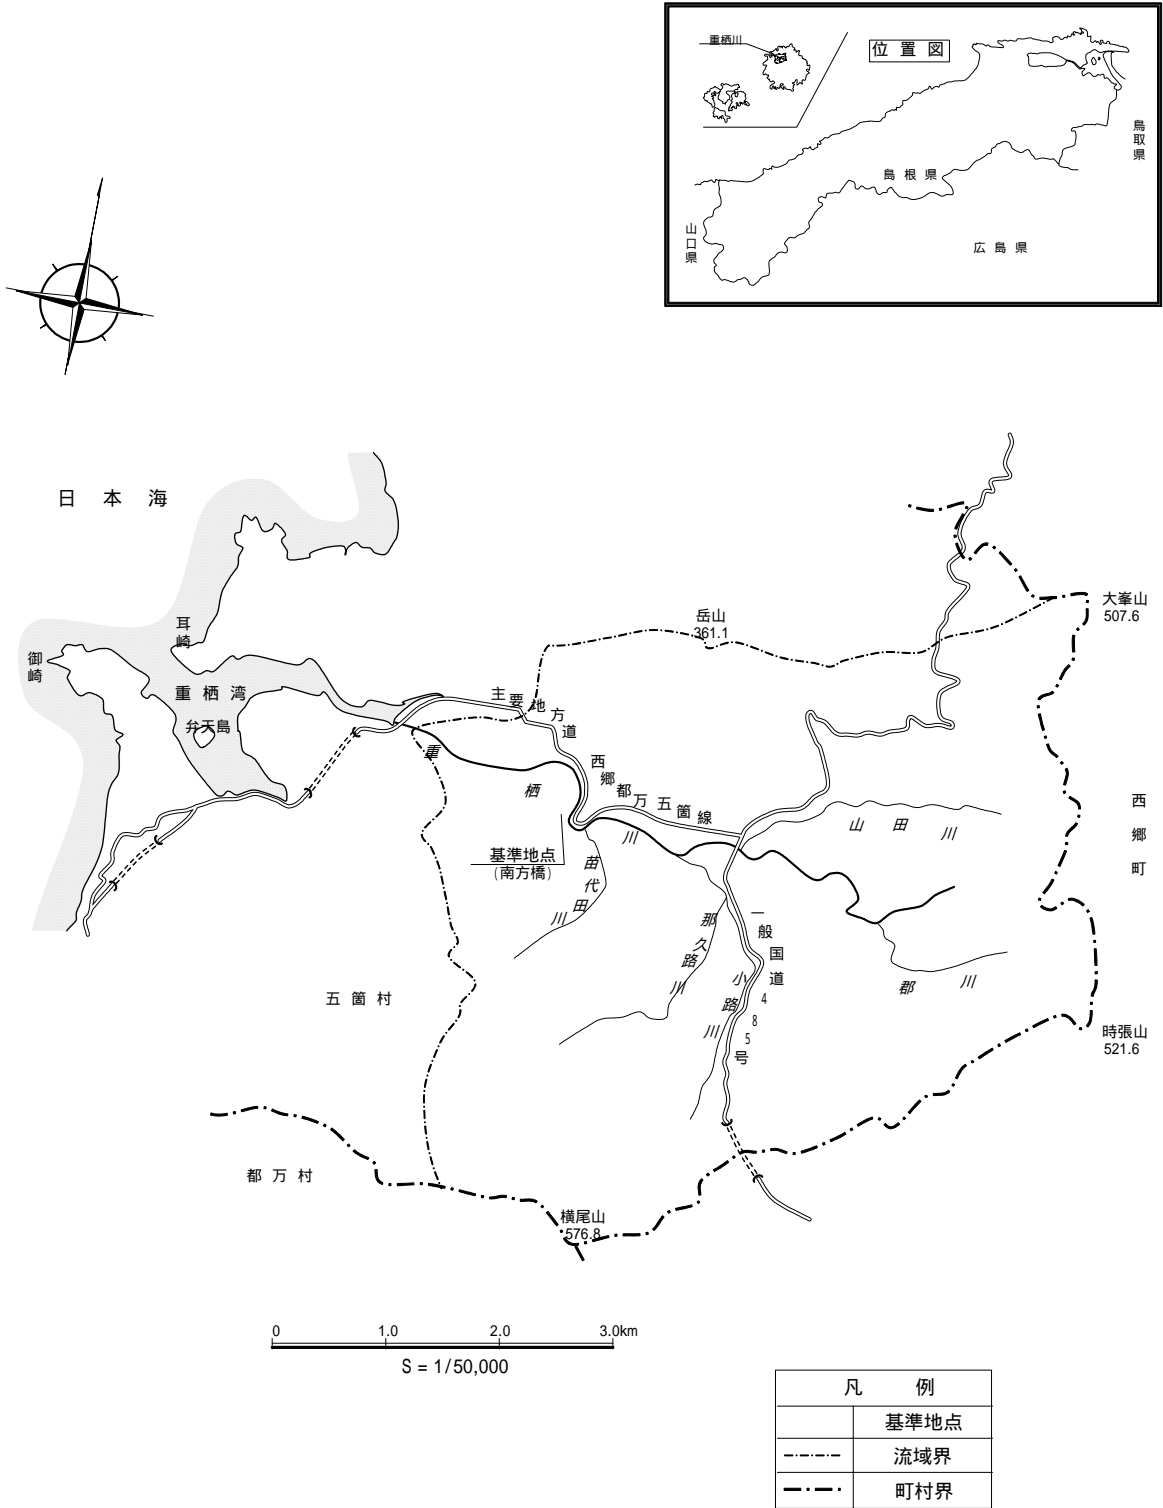 重栖川
位置図
鳥取県
島根県
山口県
広島県
日本海
耳崎
御崎
重栖湾
弁天島
岳山
361.1
大峯山
507.6
主要地方道西郷都万五箇線
重栖川
基準地点
(南方橋)
苗代田川
山田川
西郷町
那久路川
一般国道485号
小路川
郡川
五箇村
時張山
521.6
都万村
横尾山
576.8
0 1.0 2.0 3.0km
S = 1/50,000
凡例
基準地点
流域界
町村界